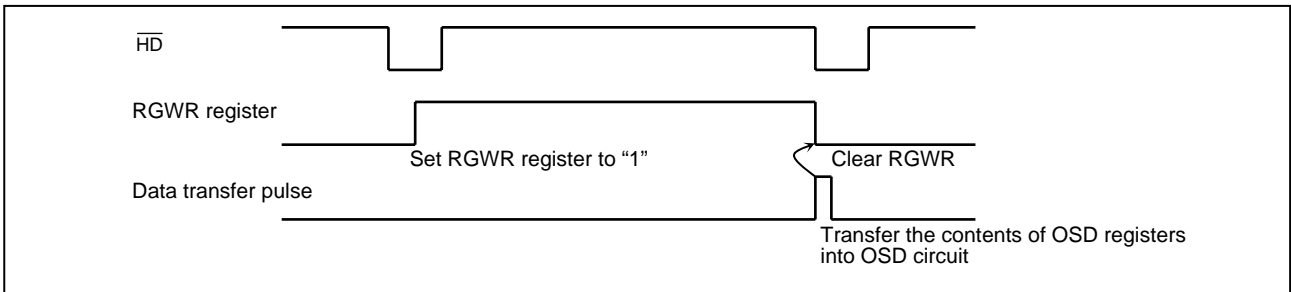 HD
RGWR register
Set RGWR register to “1”
Clear RGWR
Data transfer pulse
Transfer the contents of OSD registers
into OSD circuit